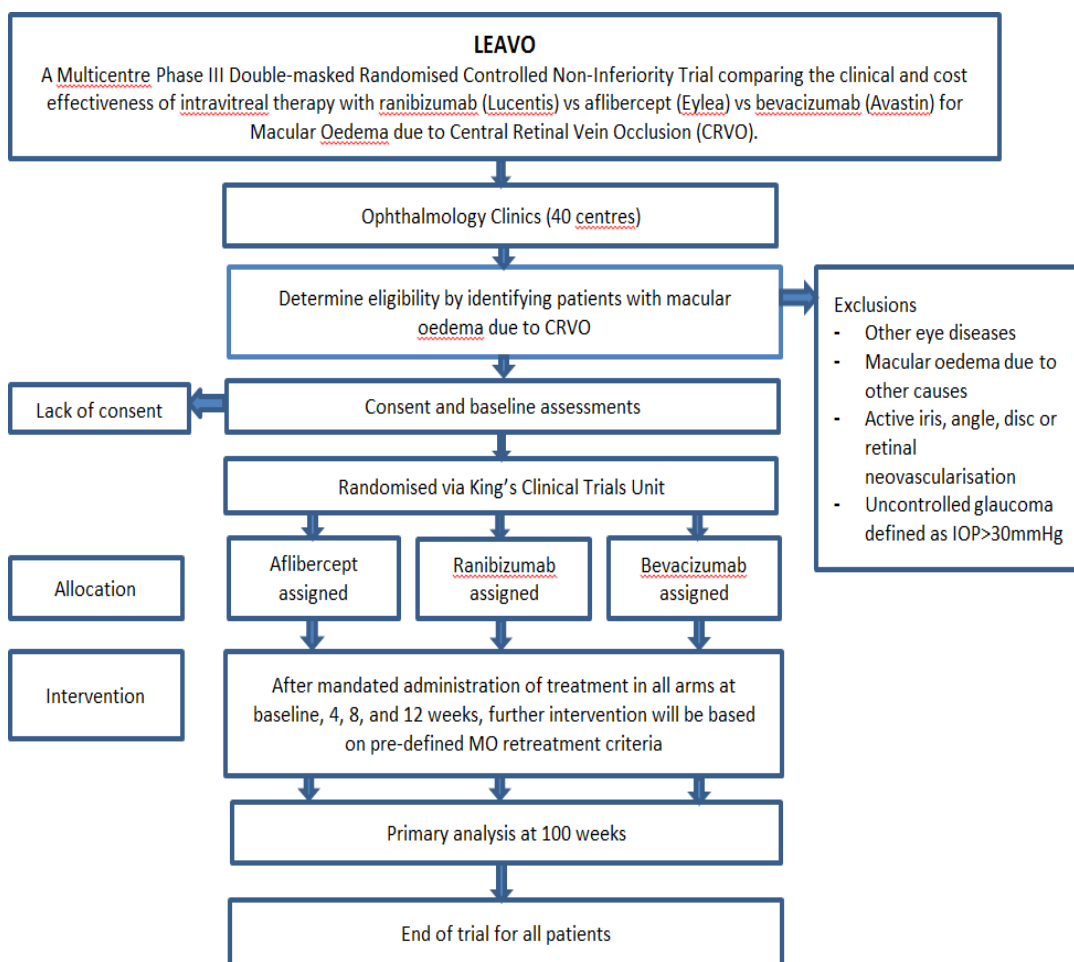 LEAVO
A Multicentre Phase III Double-masked Randomised Controlled Non-Inferiority Trial comparing the clinical and cost
effectiveness of intravitreal therapy with ranibizumab (Lucentis) vs aflibercept (Eylea) vs bevacizumab (Avastin) for
Macular Oedema due to Central Retinal Vein Occlusion (CRVO).
Ophthalmology Clinics (40 centres)
Determine eligibility by identifying patients with macular
oedema due to CRVO
Exclusions
- Other eye diseases
- Macular oedema due to
other causes
- Active iris, angle, disc or
retinal
neovascularisation
- Uncontrolled glaucoma
defined as IOP>30mmHg
Lack of consent
Consent and baseline assessments
Randomised via King's Clinical Trials Unit
Allocation
Aflibercept
assigned
Ranibizumab
assigned
Bevacizumab
assigned
Intervention
After mandated administration of treatment in all arms at
baseline, 4, 8, and 12 weeks, further intervention will be based
on pre-defined MO retreatment criteria
Primary analysis at 100 weeks
End of trial for all patients